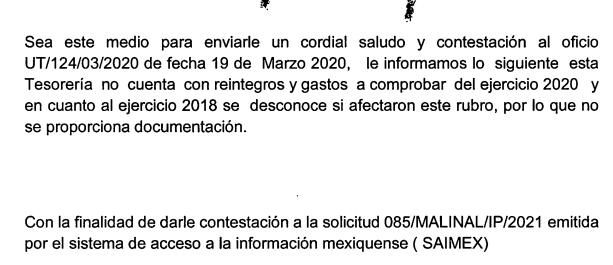 Sea este medio para enviarle un cordial saludo y contestación al oficio
UT/124/03/2020 de fecha 19 de Marzo 2020, le informamos lo siguiente esta
Tesorería no cuenta con reintegros y gastos a comprobar del ejercicio 2020 y
en cuanto al ejercicio 2018 se desconoce si afectaron este rubro, por lo que no
se proporciona documentación.
Con la finalidad de darle contestación a la solicitud 085/MALINAL/IP/2021 emitida
por el sistema de acceso a la información mexiquense ( SAIMEX)